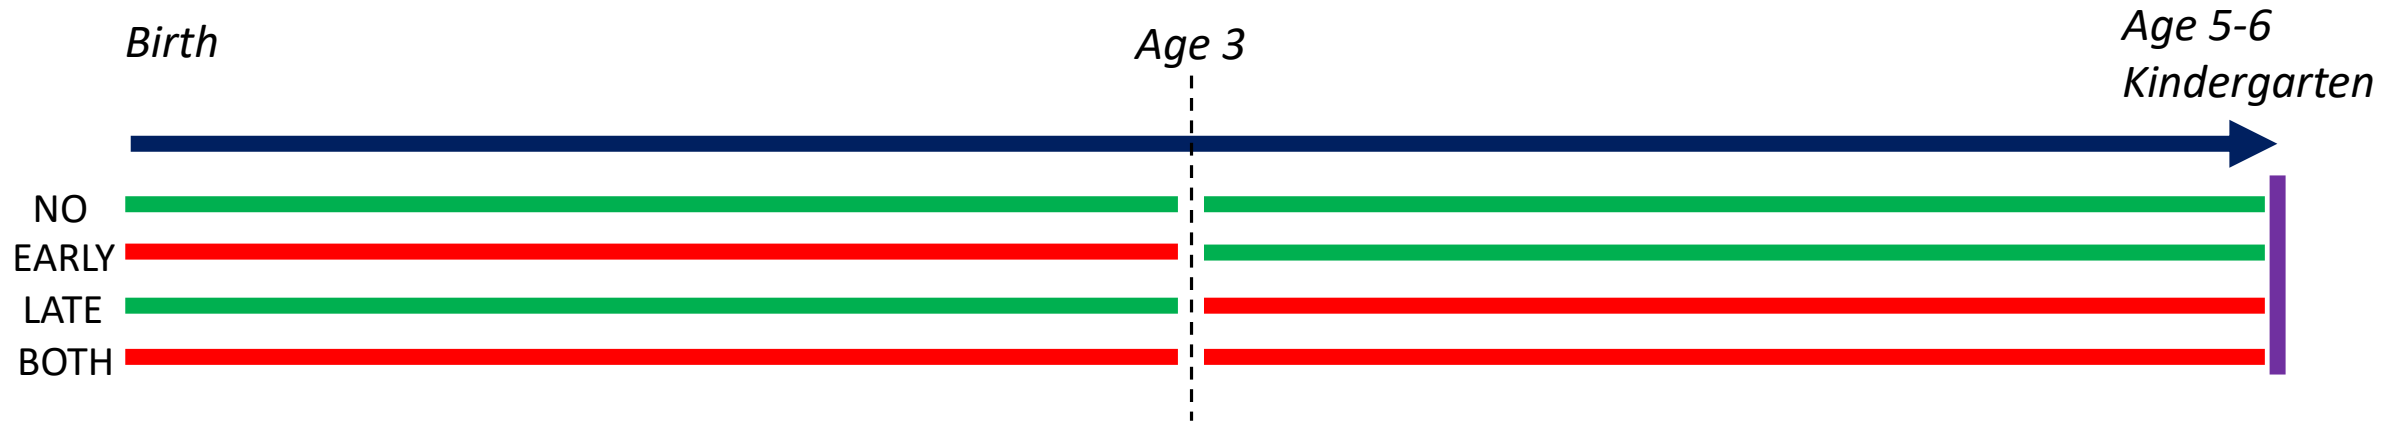 Birth
Age 3
Age 5-6
Kindergarten
NO
EARLY
LATE
BOTH